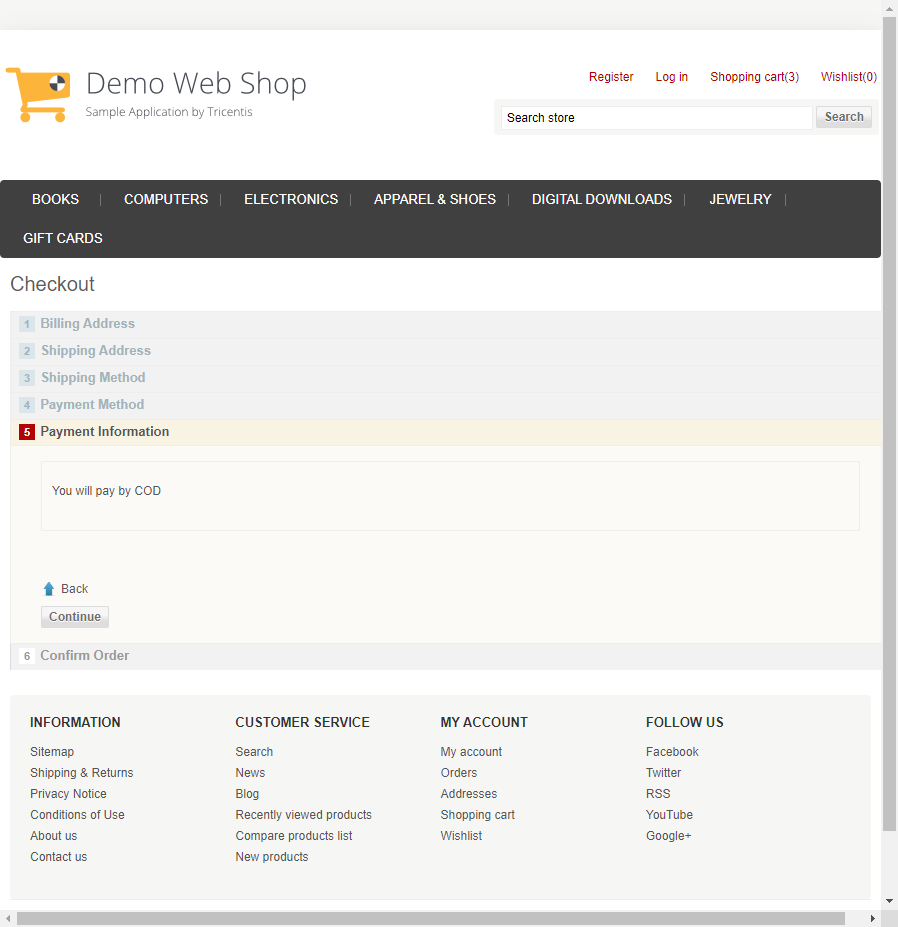 Demo Web Shop
Sample Application by Tricentis
Register Log in Shopping cart(3) Wishlist(0)
Search store Search
BOOKS | COMPUTERS | ELECTRONICS | APPAREL & SHOES | DIGITAL DOWNLOADS | JEWELRY |
GIFT CARDS
Checkout
1 Billing Address
2 Shipping Address
3 Shipping Method
4 Payment Method
5 Payment Information
You will pay by COD
Back
Continue
6 Confirm Order
INFORMATION
Sitemap
Shipping & Returns
Privacy Notice
Conditions of Use
About us
Contact us
CUSTOMER SERVICE
Search
News
Blog
Recently viewed products
Compare products list
New products
MY ACCOUNT
My account
Orders
Addresses
Shopping cart
Wishlist
FOLLOW US
Facebook
Twitter
RSS
YouTube
Google+